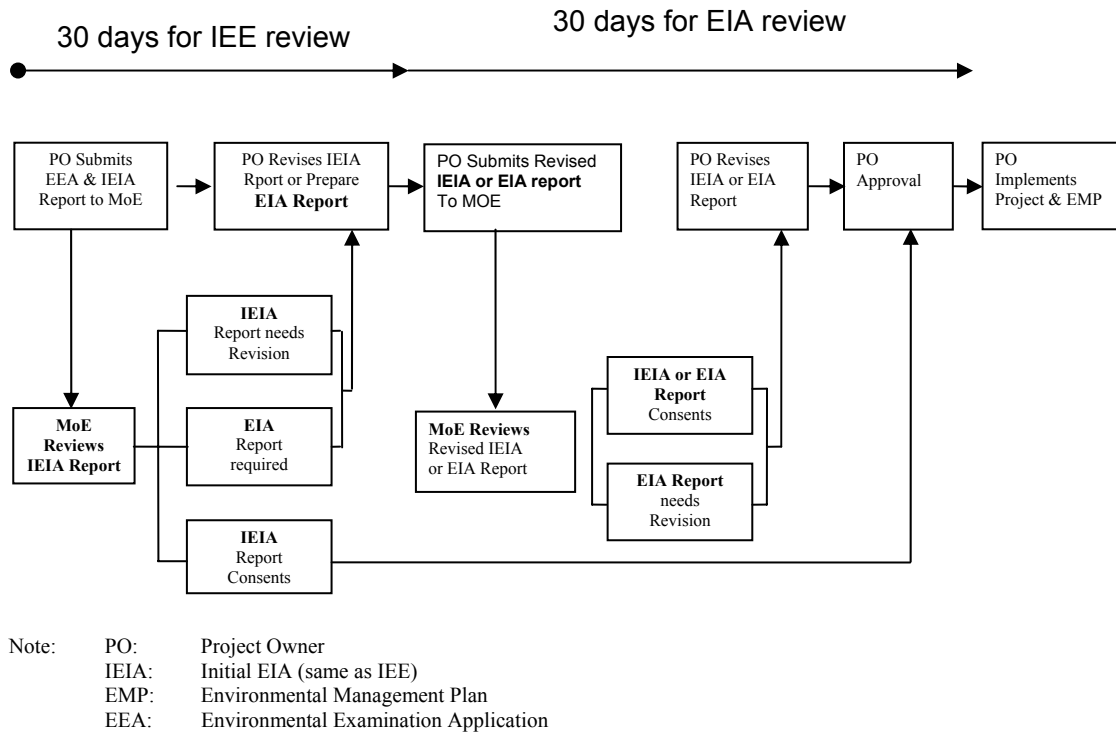 30 days for IEE review
30 days for EIA review
PO Submits
EEA & IEIA
Report to MoE
PO Revises IEIA
Rport or Prepare
EIA Report
PO Submits Revised
IEIA or EIA report
To MOE
PO Revises
IEIA or EIA
Report
PO
Approval
PO
Implements
Project & EMP
IEIA
Report needs
Revision
MoE
Reviews
IEIA Report
EIA
Report
required
IEIA
Report
Consents
MoE Reviews
Revised IEIA
or EIA Report
IEIA or EIA
Report
Consents
EIA Report
needs
Revision
Note: PO: Project Owner
IEIA: Initial EIA (same as IEE)
EMP: Environmental Management Plan
EEA: Environmental Examination Application